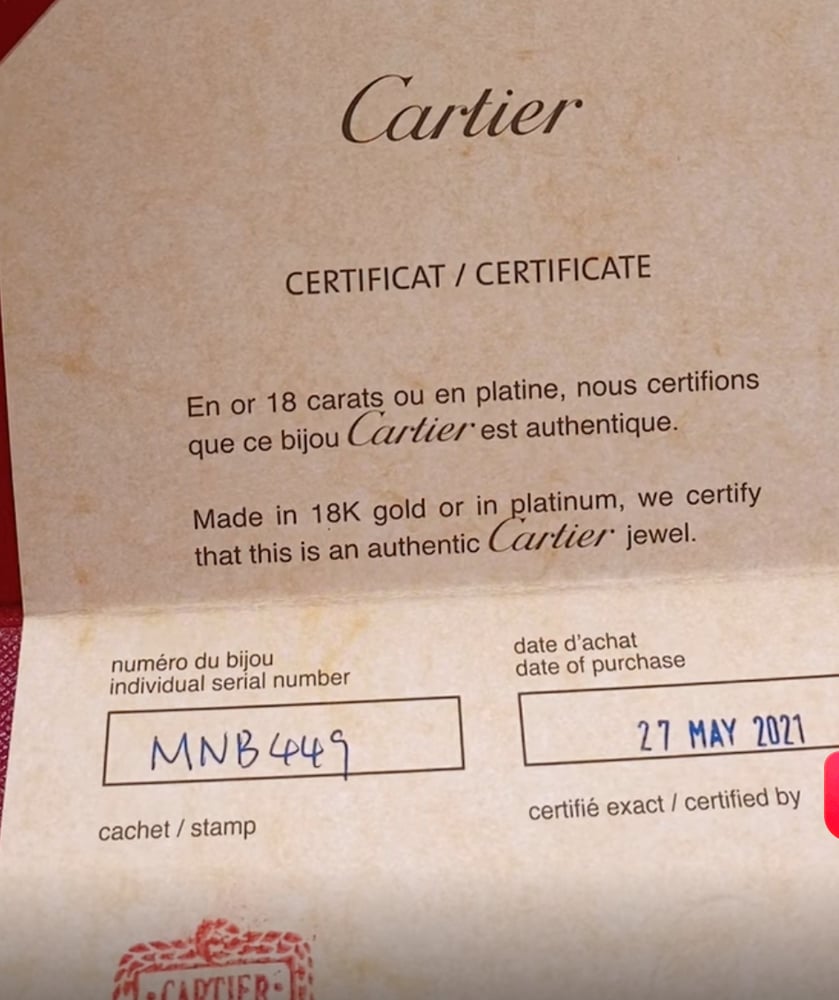 Cartier
CERTIFICAT / CERTIFICATE
En or 18 carats ou en platine, nous certifions
que ce bijou Cartier est authentique.
Made in 18K gold or in platinum, we certify
that this is an authentic Cartier jewel.
numéro du bijou
individual serial number
MNB449
date d'achat
date of purchase
27 MAY 2021
cachet / stamp
certifié exact / certified by
·CARTIER·